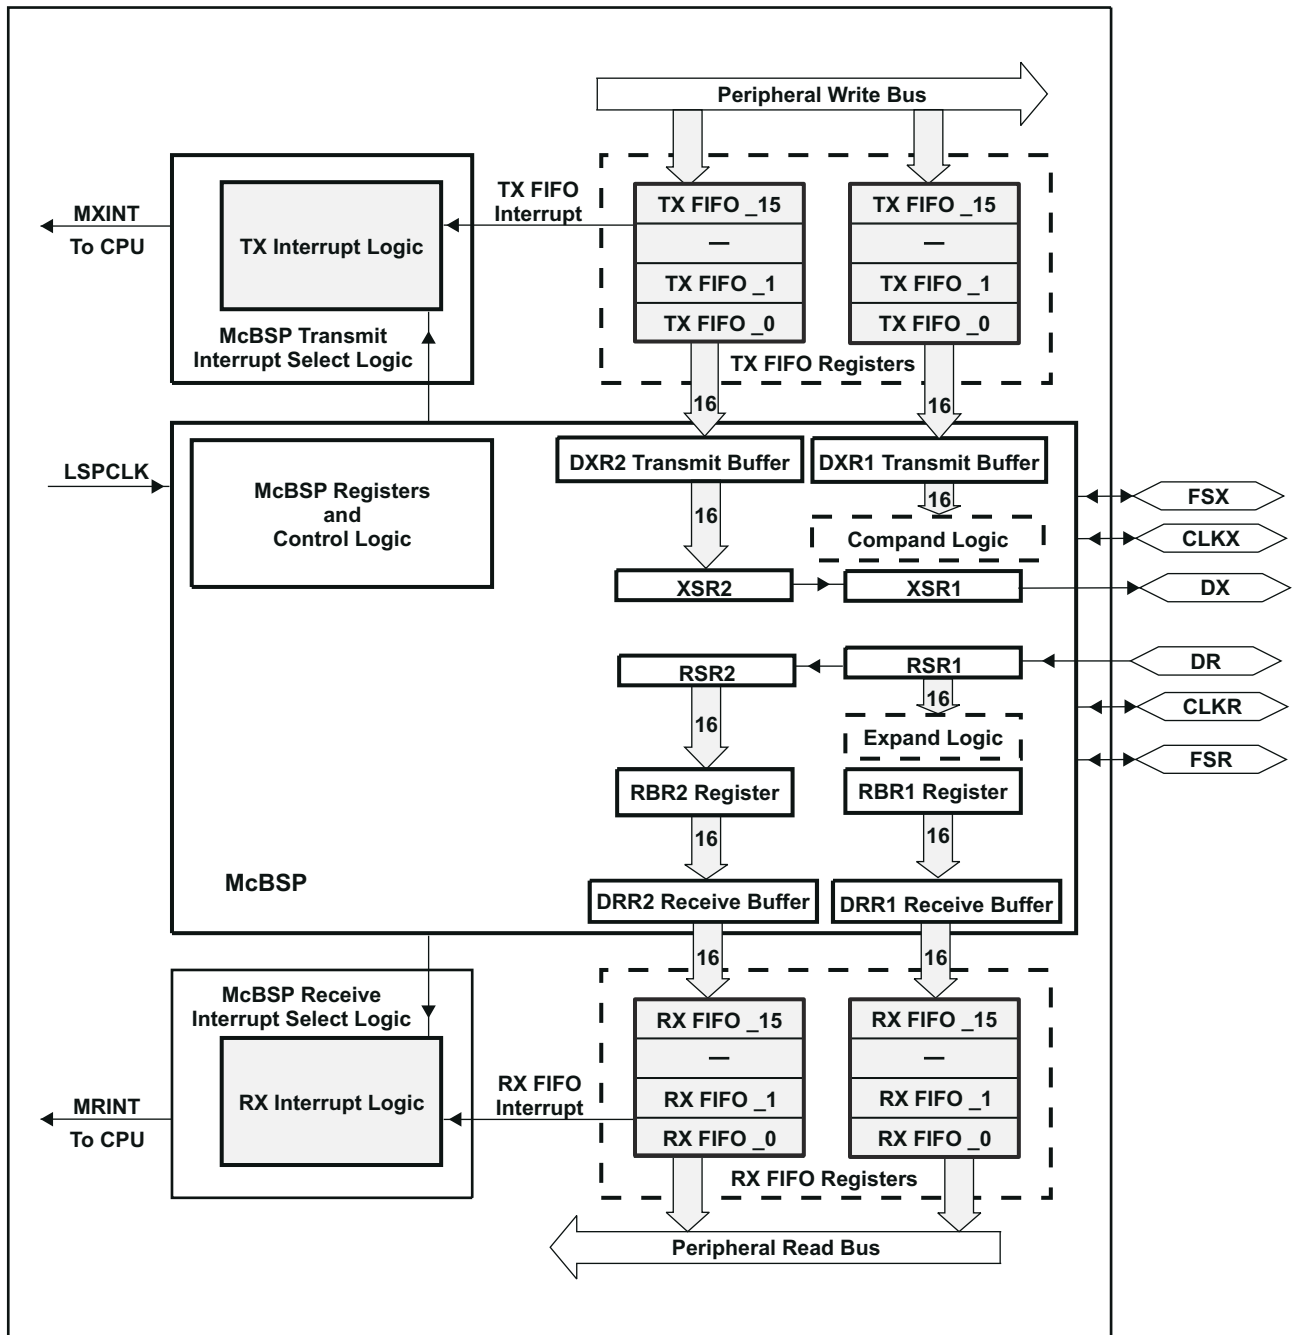 Peripheral Write Bus
TX FIFO
Interrupt
MXINT
To CPU
TX Interrupt Logic
McBSP Transmit
Interrupt Select Logic
TX FIFO _15
—
TX FIFO _1
TX FIFO _0
TX FIFO _15
—
TX FIFO _1
TX FIFO _0
TX FIFO Registers
16
16
LSPCLK
McBSP Registers
and
Control Logic
DXR2 Transmit Buffer
DXR1 Transmit Buffer
16
16
Compand Logic
XSR2
XSR1
FSX
CLKX
DX
RSR2
RSR1
DR
CLKR
FSR
16
16
Expand Logic
RBR2 Register
RBR1 Register
16
16
McBSP
DRR2 Receive Buffer
DRR1 Receive Buffer
16
16
McBSP Receive
Interrupt Select Logic
RX Interrupt Logic
MRINT
To CPU
RX FIFO
Interrupt
RX FIFO _15
—
RX FIFO _1
RX FIFO _0
RX FIFO _15
—
RX FIFO _1
RX FIFO _0
RX FIFO Registers
Peripheral Read Bus